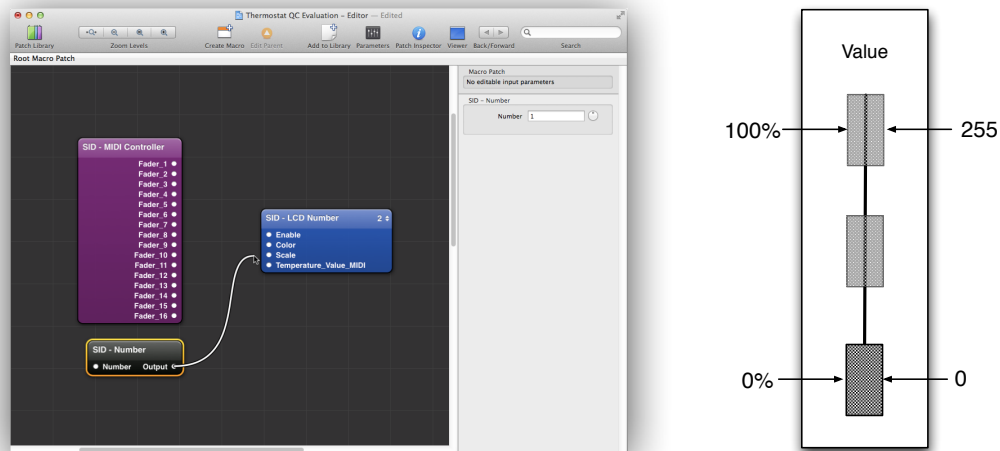 Thermostat QC Evaluation – Editor — Edited
Patch Library
Zoom Levels
Create Macro
Edit Parent
Add to Library
Parameters
Patch Inspector
Viewer
Back/Forward
Search
Root Macro Patch
SID - MIDI Controller
Fader_1
Fader_2
Fader_3
Fader_4
Fader_5
Fader_6
Fader_7
Fader_8
Fader_9
Fader_10
Fader_11
Fader_12
Fader_13
Fader_14
Fader_15
Fader_16
SID - Number
Number Output
SID - LCD Number 2
Enable
Color
Scale
Temperature_Value_MIDI
Macro Patch
No editable input parameters
SID - Number
Number 1
Value
100% 255
0% 0